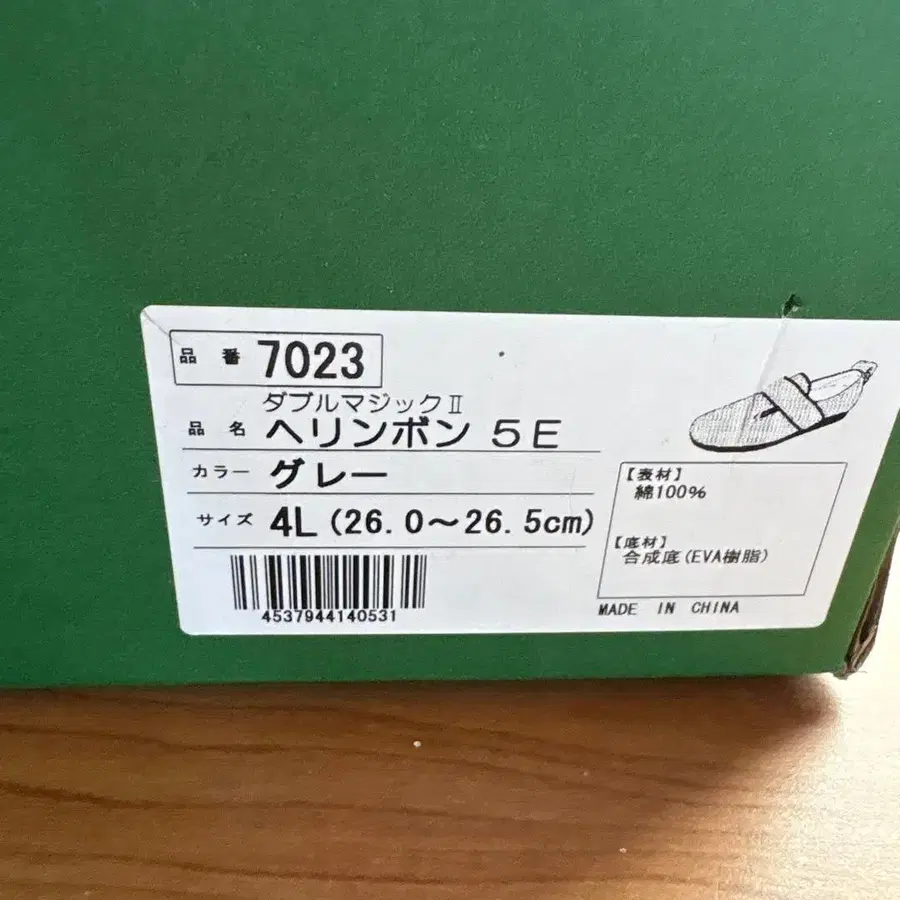 品番 7023
ダブルマジックⅡ
品名 ヘリンボン 5E
カラー グレー
サイズ 4L(26.0〜26.5cm)
4537944140531
【表材】
綿100%
【底材】
合成底(EVA樹脂)
MADE IN CHINA